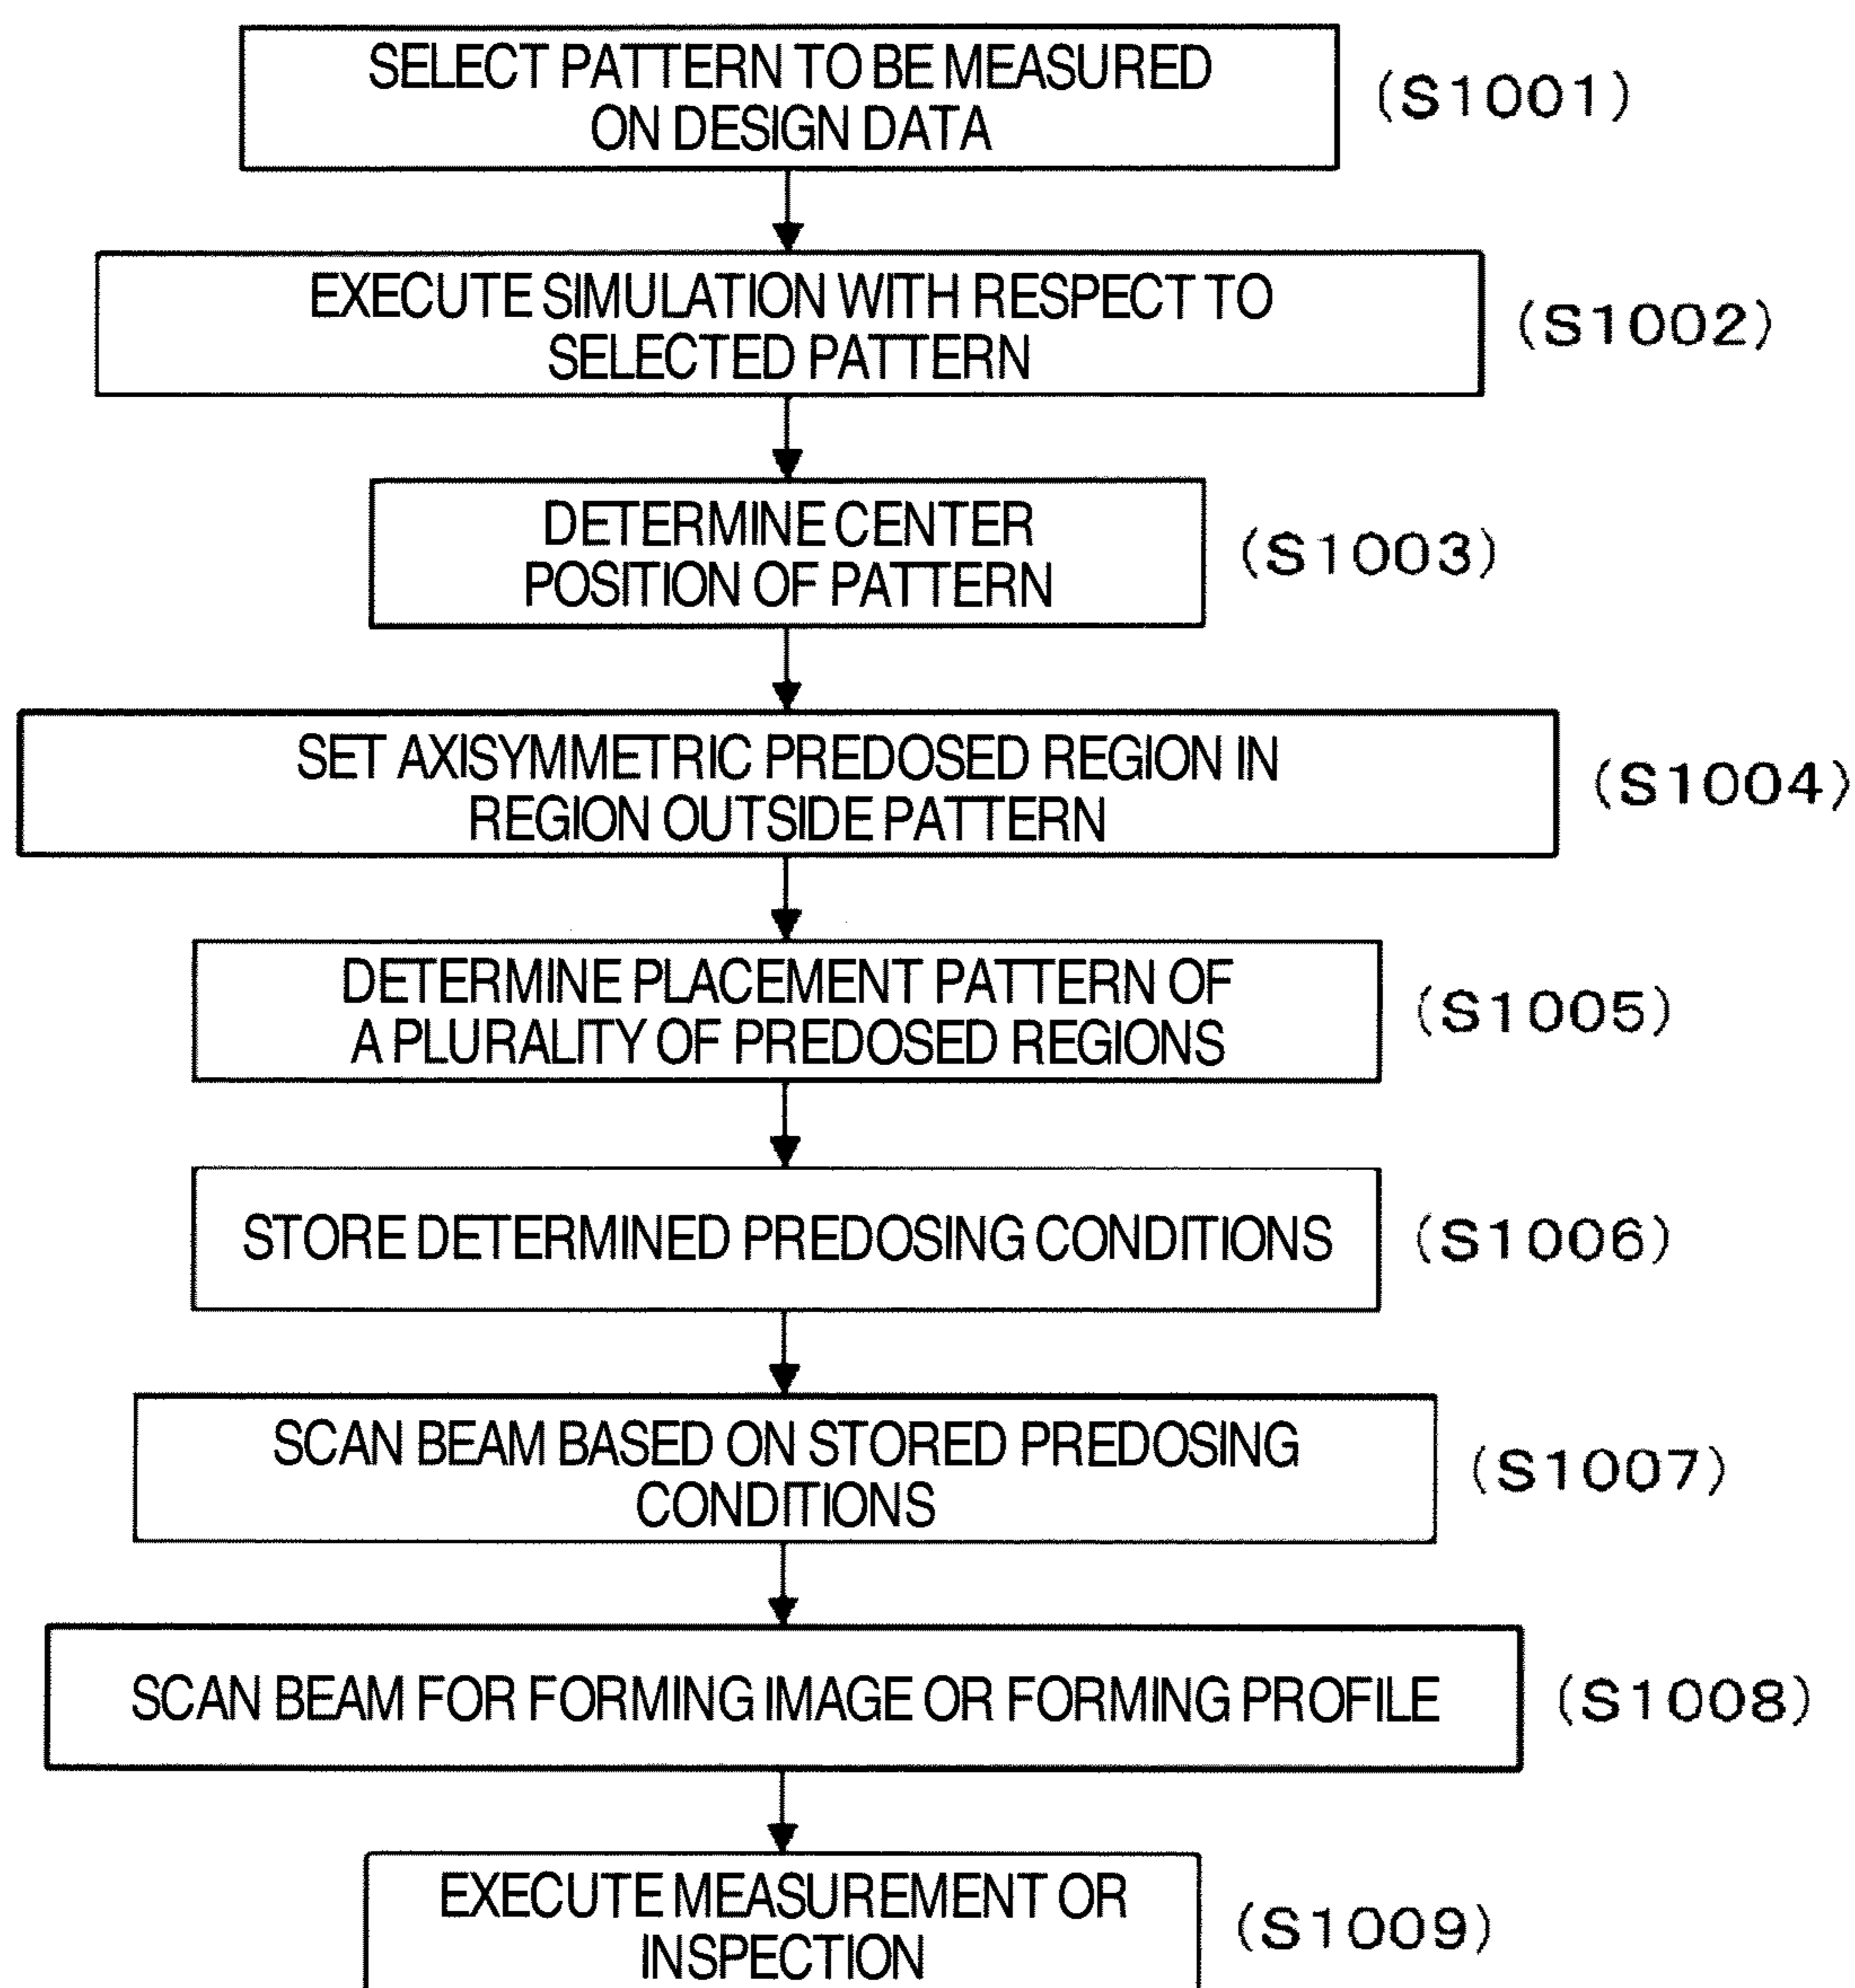 SELECT PATTERN TO BE MEASURED
ON DESIGN DATA
(S1001)
EXECUTE SIMULATION WITH RESPECT TO
SELECTED PATTERN
(S1002)
DETERMINE CENTER
POSITION OF PATTERN
(S1003)
SET AXISYMMETRIC PREDOSED REGION IN
REGION OUTSIDE PATTERN
(S1004)
DETERMINE PLACEMENT PATTERN OF
A PLURALITY OF PREDOSED REGIONS
(S1005)
STORE DETERMINED PREDOSING CONDITIONS
(S1006)
SCAN BEAM BASED ON STORED PREDOSING
CONDITIONS
(S1007)
SCAN BEAM FOR FORMING IMAGE OR FORMING PROFILE
(S1008)
EXECUTE MEASUREMENT OR
INSPECTION
(S1009)